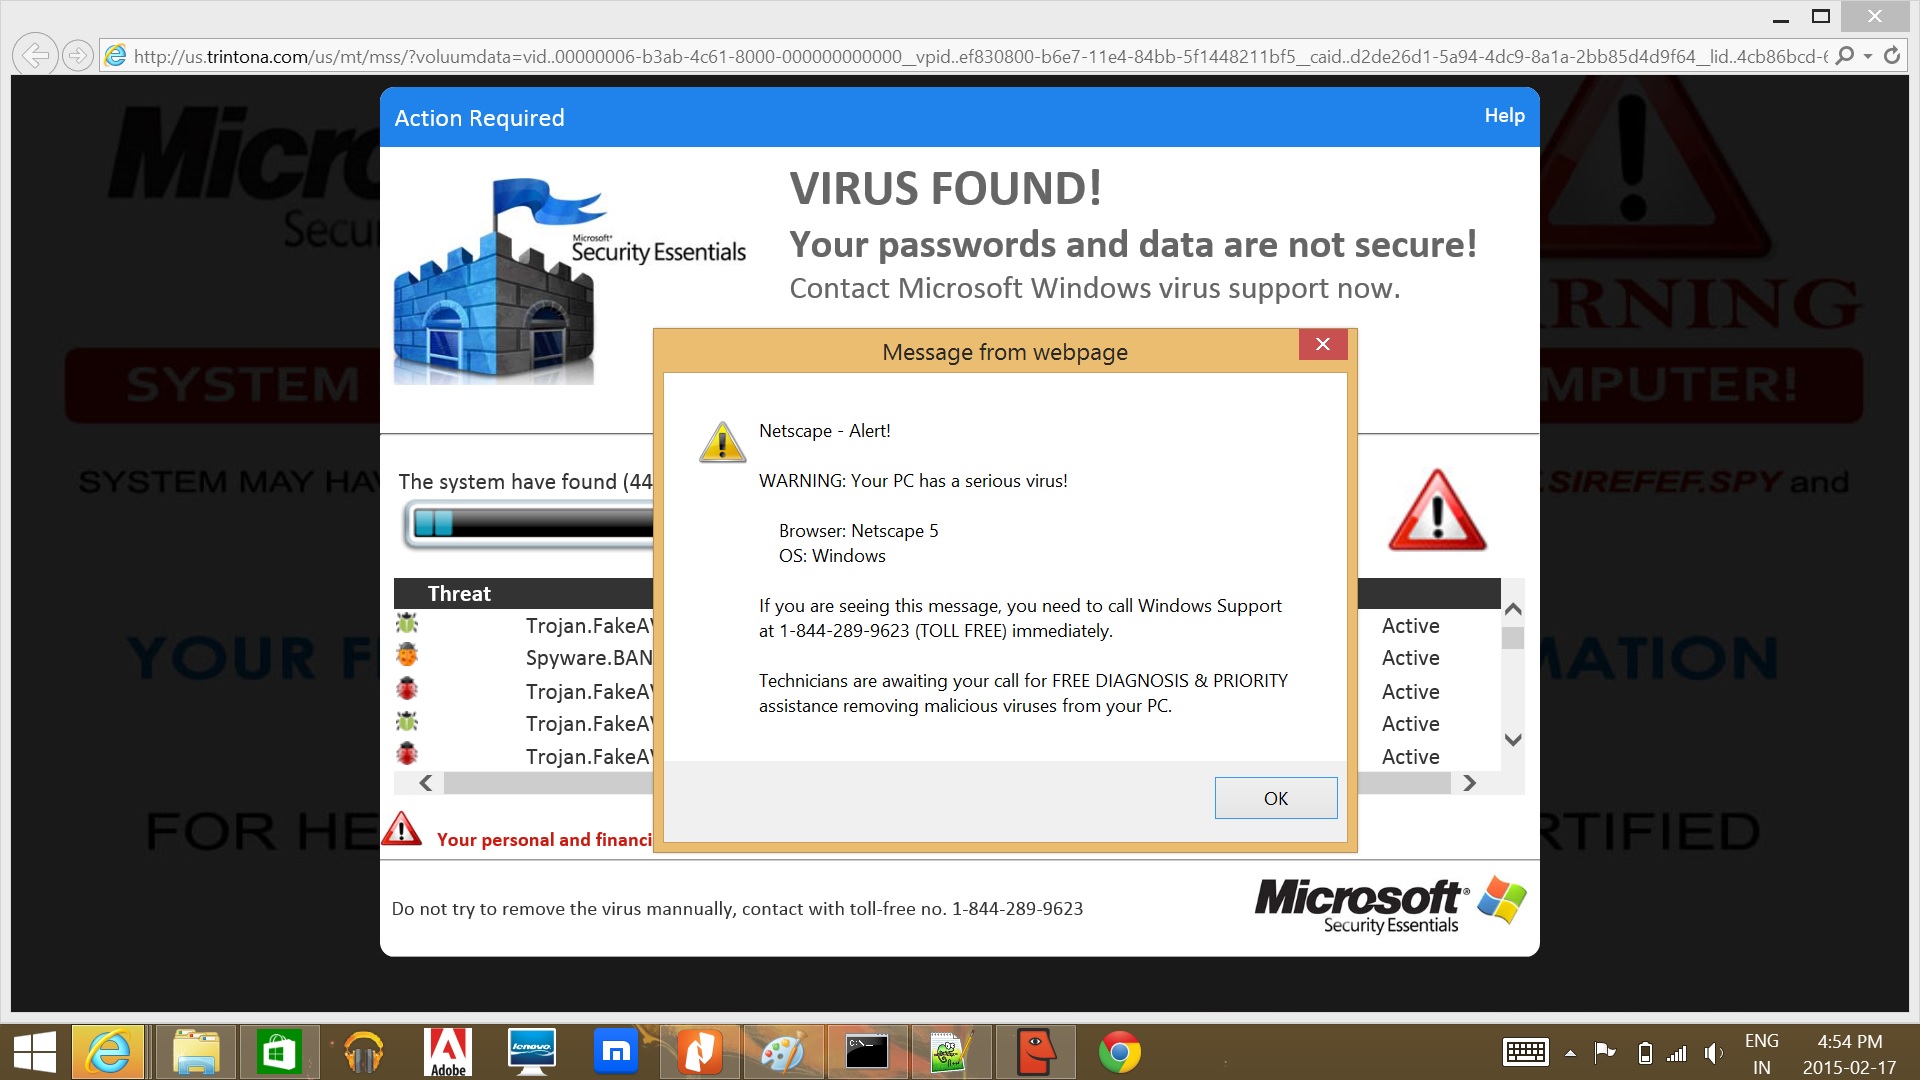 http://us.trintona.com/us/mt/mss/?voluumdata=vid..00000006-b3ab-4c61-8000-000000000000__vpid..ef830800-b6e7-11e4-84bb-5f1448211bf5__caid..d2de26d1-5a94-4dc9-8a1a-2bb85d4d9f64__lid..4cb86bcd-6
Action Required
Help
Micro
Secu
Microsoft®
Security Essentials
VIRUS FOUND!
Your passwords and data are not secure!
Contact Microsoft Windows virus support now.
RNING
SYSTEM
MPUTER!
SYSTEM MAY HA
.SIREFEF.SPY and
YOUR F
MATION
FOR HE
RTIFIED
The system have found (44
Threat
Trojan.FakeAV
Active
Spyware.BAN
Active
Trojan.FakeAV
Active
Trojan.FakeAV
Active
Trojan.FakeAV
Active
Your personal and financi
Message from webpage
Netscape - Alert!
WARNING: Your PC has a serious virus!
Browser: Netscape 5
OS: Windows
If you are seeing this message, you need to call Windows Support
at 1-844-289-9623 (TOLL FREE) immediately.
Technicians are awaiting your call for FREE DIAGNOSIS & PRIORITY
assistance removing malicious viruses from your PC.
OK
Do not try to remove the virus mannually, contact with toll-free no. 1-844-289-9623
Microsoft®
Security Essentials
Adobe
lenovo
C:\_
ENG
IN
4:54 PM
2015-02-17